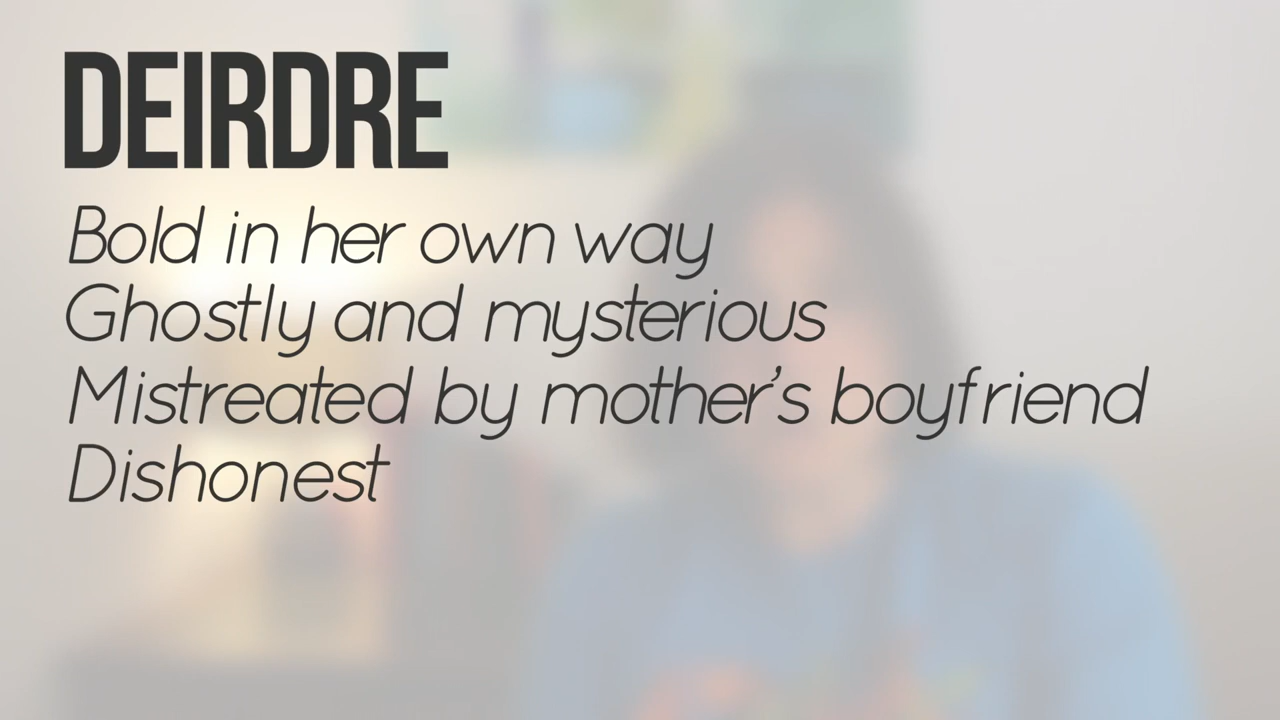 DEIRDRE
Bold in her own way
Ghostly and mysterious
Mistreated by mother's boyfriend
Dishonest